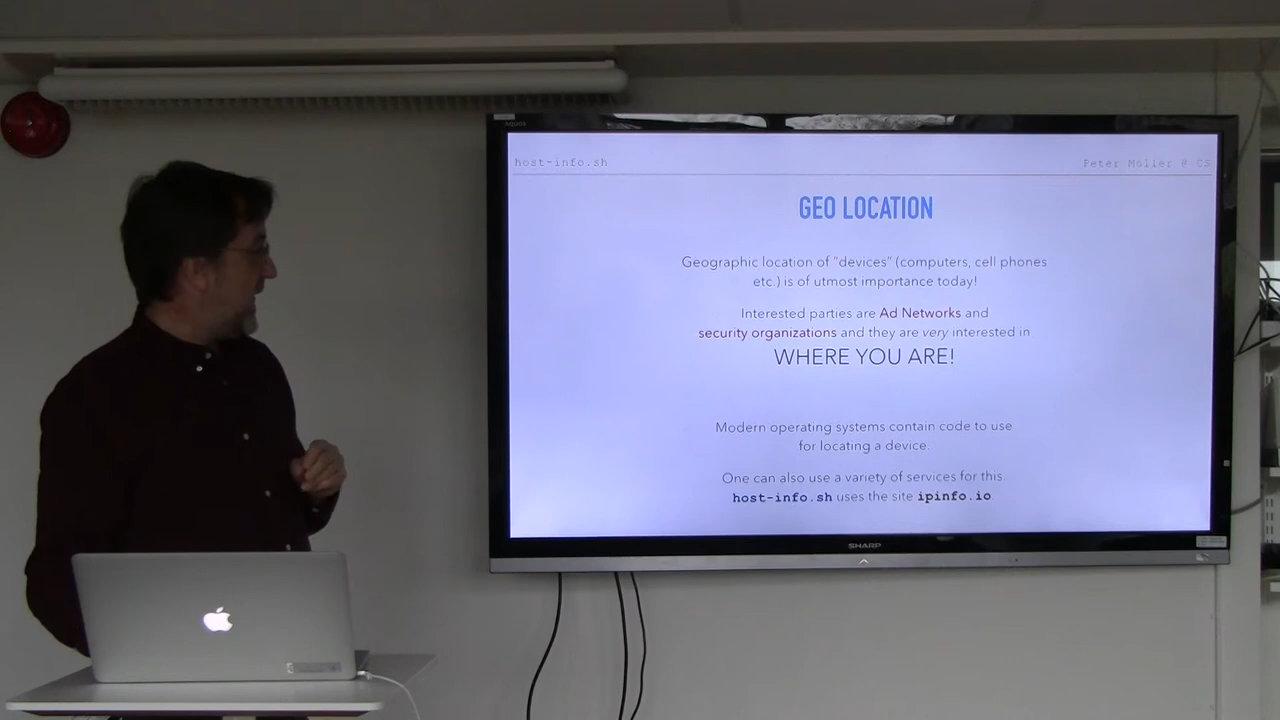 AQUOS
host-info.sh
Peter Möller @ CS
GEO LOCATION
Geographic location of "devices" (computers, cell phones
etc.) is of utmost importance today!
Interested parties are Ad Networks and
security organizations and they are very interested in
WHERE YOU ARE!
Modern operating systems contain code to use
for locating a device.
One can also use a variety of services for this.
host-info.sh uses the site ipinfo.io.
SHARP